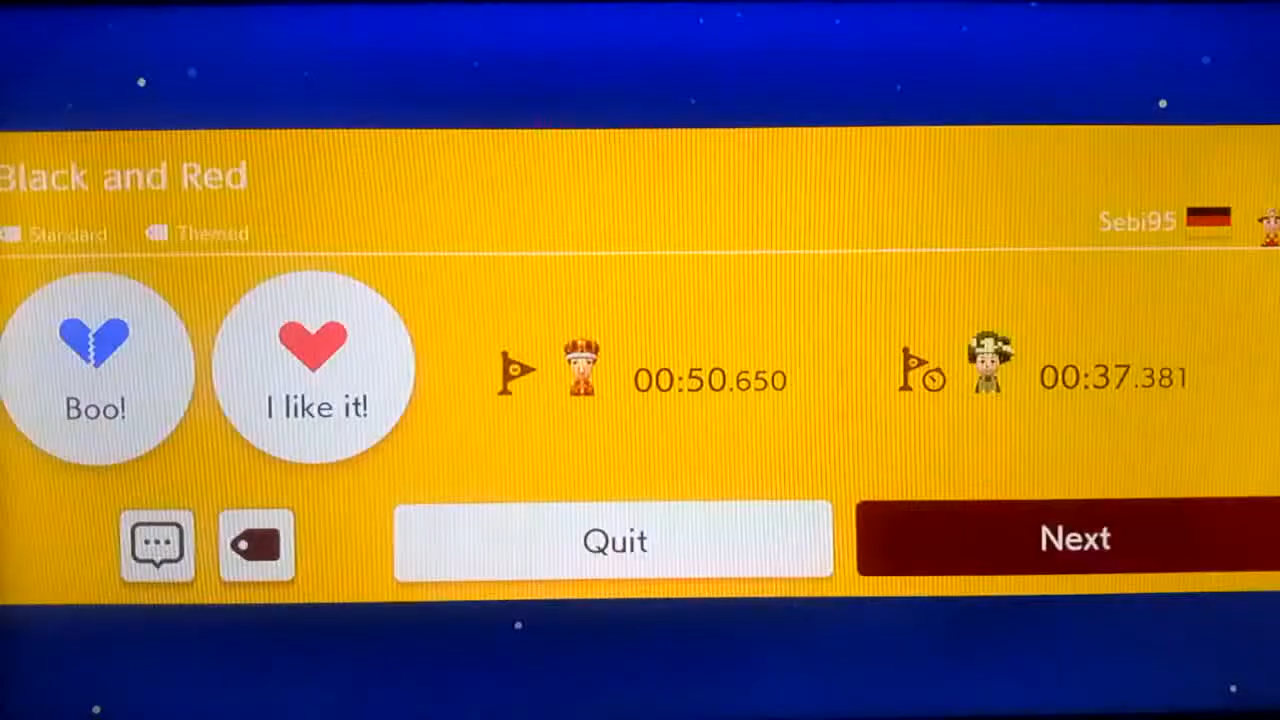 Black and Red
Standard Themed
Sebi95
Boo!
I like it!
00:50.650
00:37.381
Quit
Next